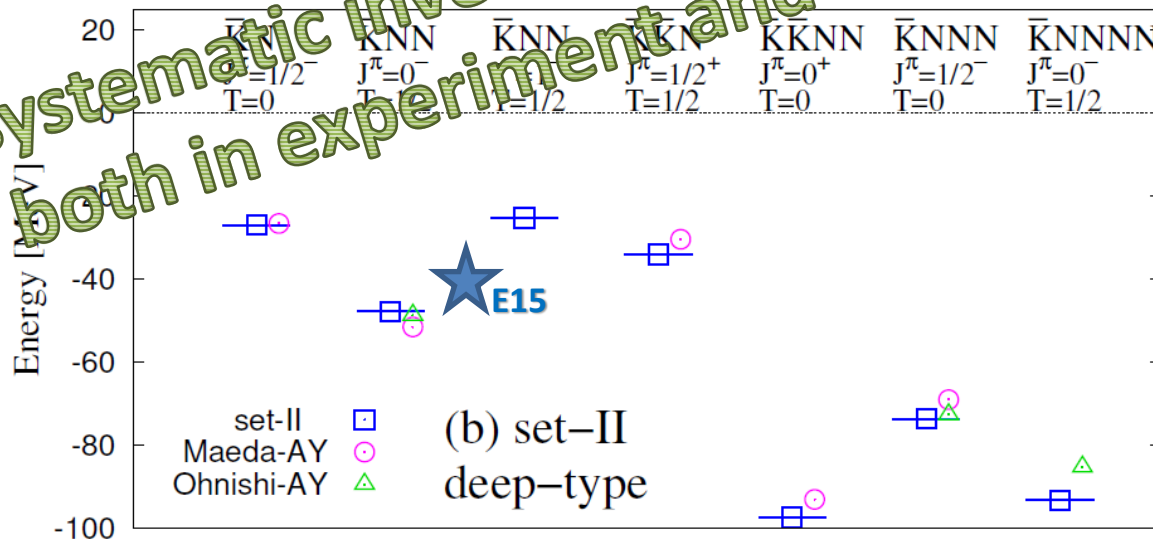 systematic inve
both in experiment and
20
K̄N K̄NN K̄NN K̄K̄N K̄K̄NN K̄NNN K̄NNNN
J^π=1/2⁻ J^π=0⁻ J^π=1/2⁺ J^π=0⁺ J^π=1/2⁻ J^π=0⁻
T=0 T=1/2 T=1/2 T=0 T=0 T=1/2
0
-40
E15
-60
-80
-100
Energy
set-II
Maeda-AY
Ohnishi-AY
(b) set-II
deep-type